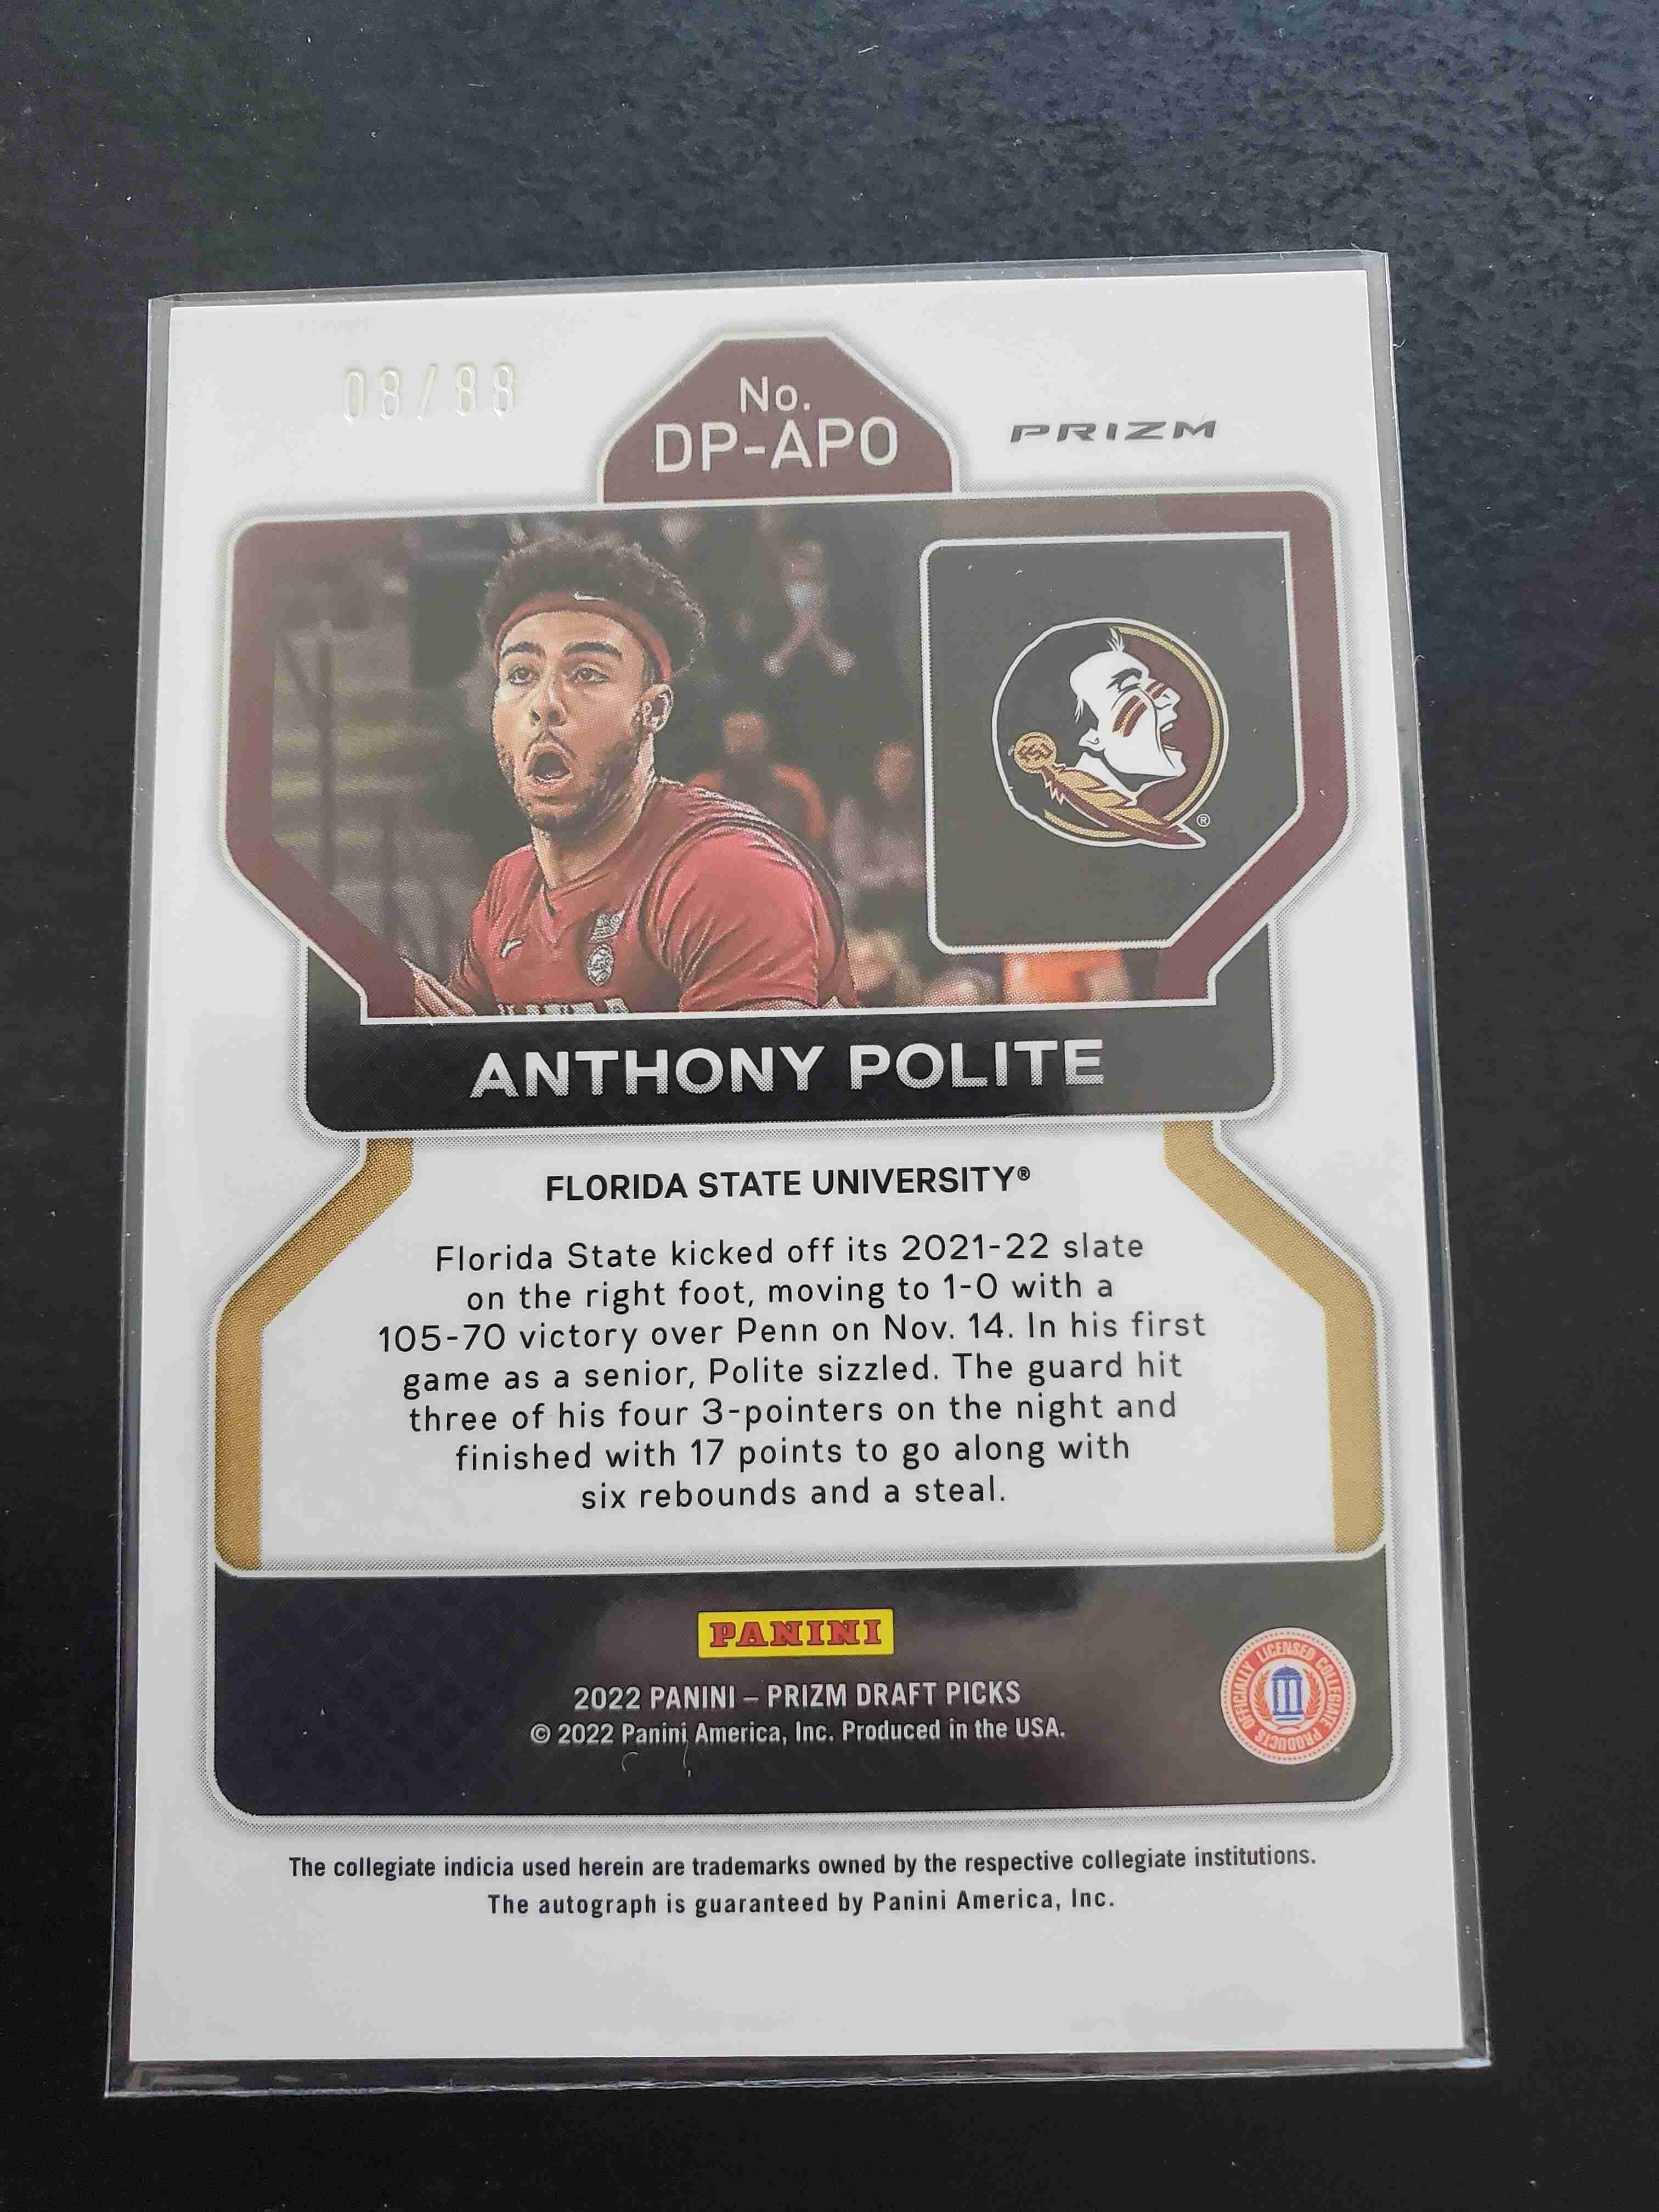 08/88
No.
DP-APO
PRIZM
®
ANTHONY POLITE
FLORIDA STATE UNIVERSITY®
Florida State kicked off its 2021-22 slate
on the right foot, moving to 1-0 with a
105-70 victory over Penn on Nov. 14. In his first
game as a senior, Polite sizzled. The guard hit
three of his four 3-pointers on the night and
finished with 17 points to go along with
six rebounds and a steal.
PANINI
2022 PANINI – PRIZM DRAFT PICKS
© 2022 Panini America, Inc. Produced in the USA.
OFFICIALLY LICENSED COLLEGIATE PRODUCTS
The collegiate indicia used herein are trademarks owned by the respective collegiate institutions.
The autograph is guaranteed by Panini America, Inc.